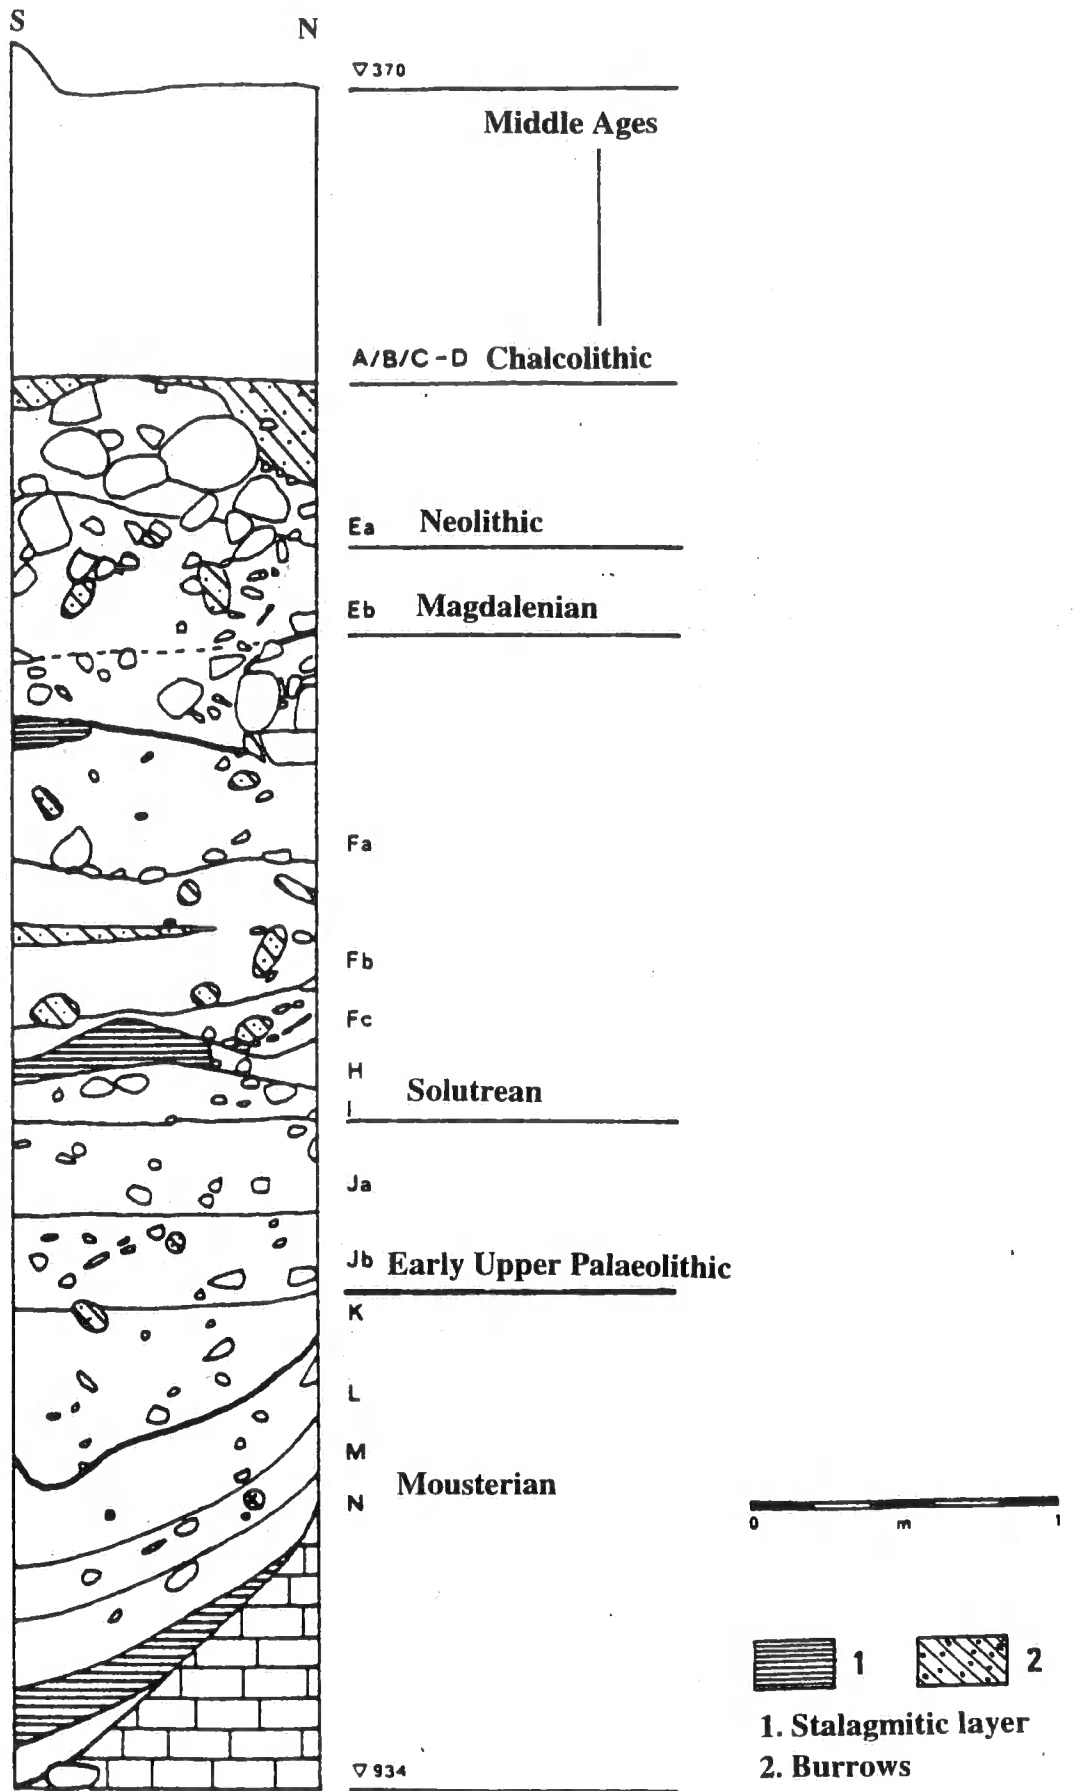 S N
▽370
Middle Ages
A/B/C-D Chalcolithic
Ea Neolithic
Eb Magdalenian
Fa
Fb
Fc
H
Solutrean
I
Ja
Jb Early Upper Palaeolithic
K
L
M
Mousterian
N
0 m 1
1 2
1. Stalagmitic layer
2. Burrows
▽934